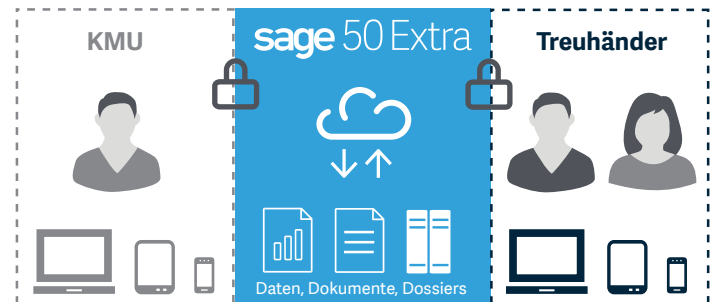 KMU
sage 50 Extra
Treuhänder
Daten, Dokumente, Dossiers